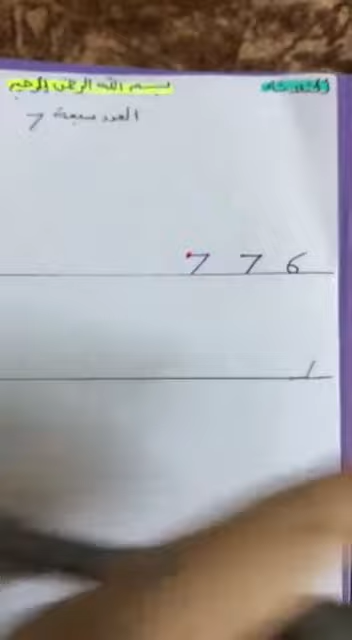 بسم الله الرحمن الرحيم
العدد سبعة 7
7 7 6
/